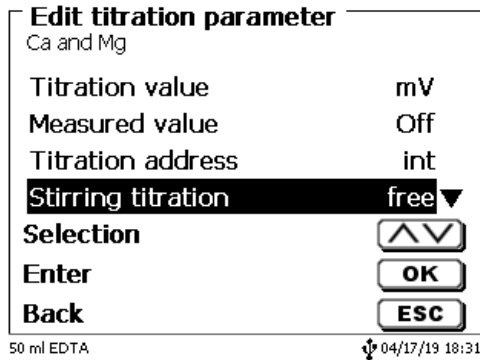 Edit titration parameter
Ca and Mg
Titration value mV
Measured value Off
Titration address int
Stirring titration free
Selection
Enter OK
Back ESC
50 ml EDTA 04/17/19 18:31